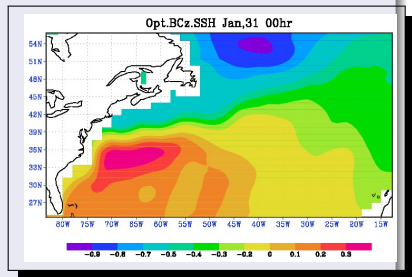 Opt.BCz.SSH Jan,31 00hr
54N
51N
48N
45N
42N
39N
36N
33N
30N
27N
80W 75W 70W 65W 60W 55W 50W 45W 40W 35W 30W 25W 20W 15W
-0.9 -0.8 -0.7 -0.5 -0.4 -0.3 -0.2 0 0.1 0.2 0.3